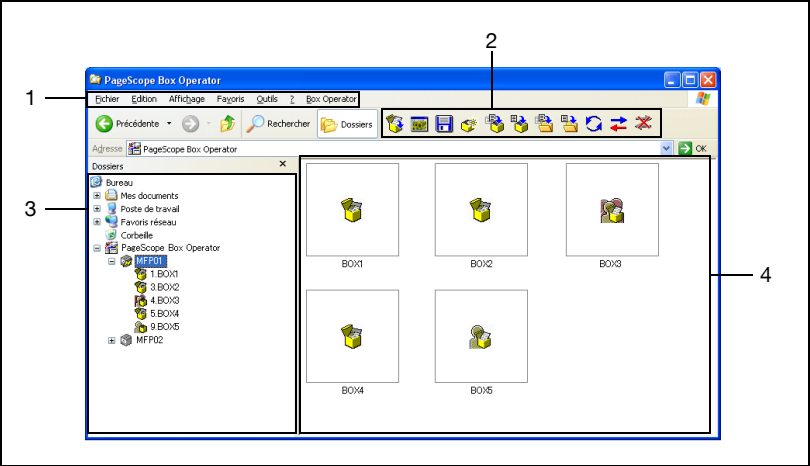 2
PageScope Box Operator
1
Fichier Edition Affichage Favoris Outils ? Box Operator
Précédente Rechercher Dossiers
Adresse PageScope Box Operator OK
Dossiers
3
Bureau
Mes documents
Poste de travail
Favoris réseau
Corbeille
PageScope Box Operator
MFP01
1.BOX1
3.BOX2
4.BOX3
5.BOX4
9.BOX5
MFP02
BOX1 BOX2 BOX3
4
BOX4 BOX5